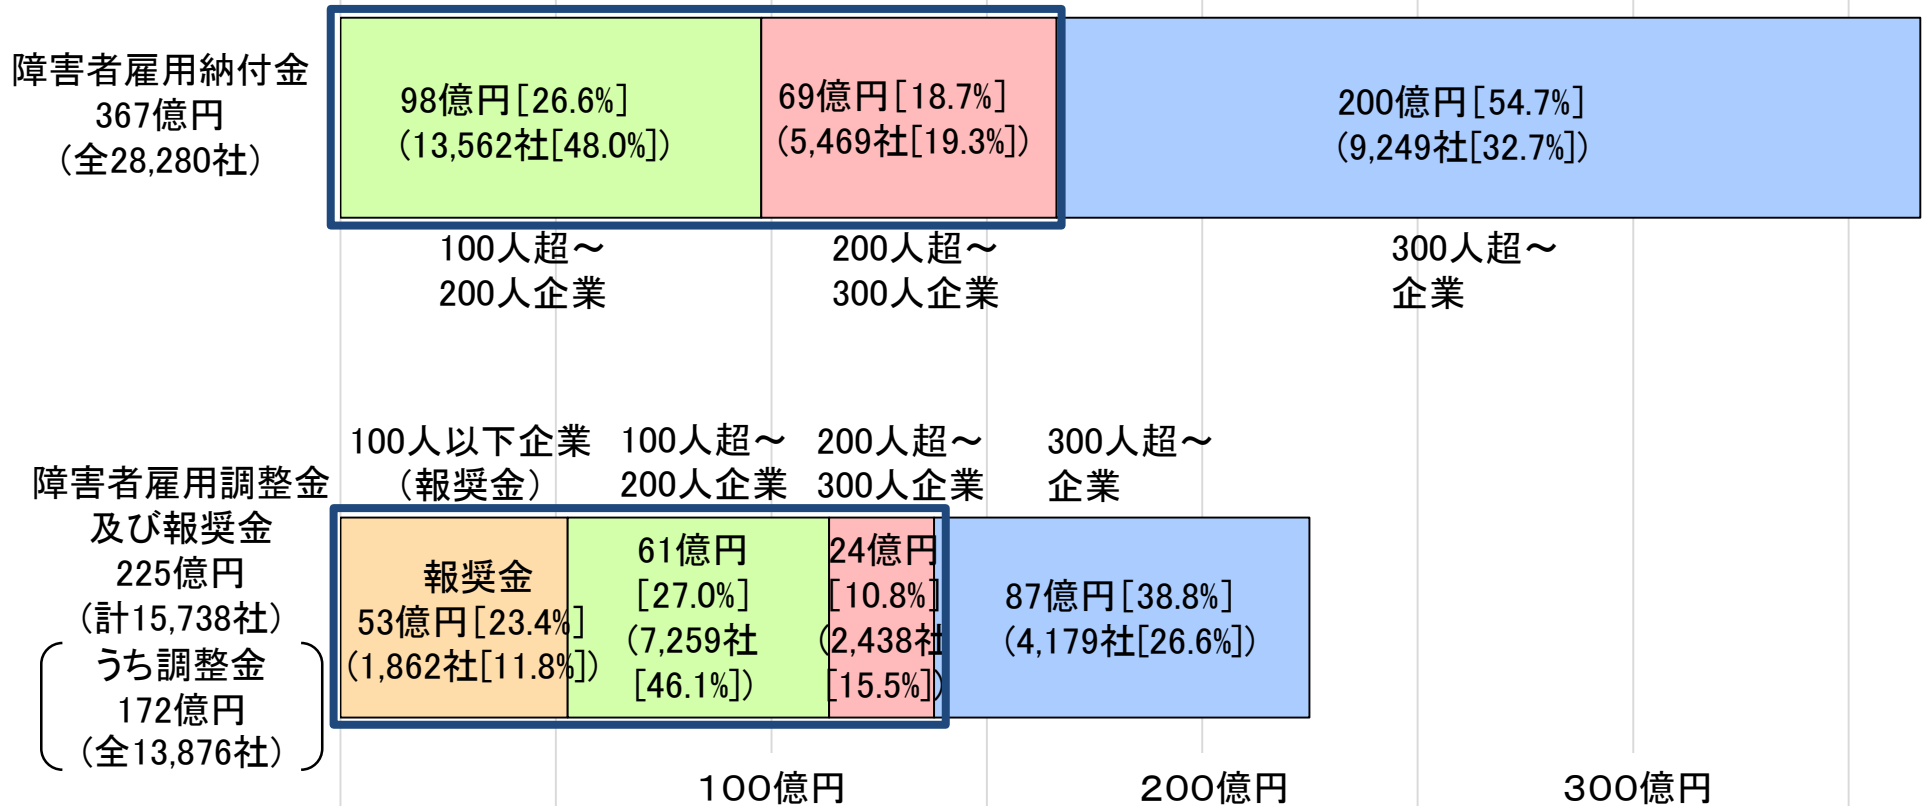 障害者雇用納付金
367億円
（全28,280社）
98億円[26.6%]
(13,562社[48.0%])
69億円[18.7%]
(5,469社[19.3%])
200億円[54.7%]
(9,249社[32.7%])
100人超～
200人企業
200人超～
300人企業
300人超～
企業
100人以下企業
（報奨金）
100人超～
200人企業
200人超～
300人企業
300人超～
企業
障害者雇用調整金
及び報奨金
225億円
（計15,738社）
うち調整金
172億円
（全13,876社）
報奨金
53億円[23.4%]
(1,862社[11.8%])
61億円
[27.0%]
(7,259社
[46.1%])
24億円
[10.8%]
(2,438社
[15.5%])
87億円[38.8%]
(4,179社[26.6%])
100億円
200億円
300億円